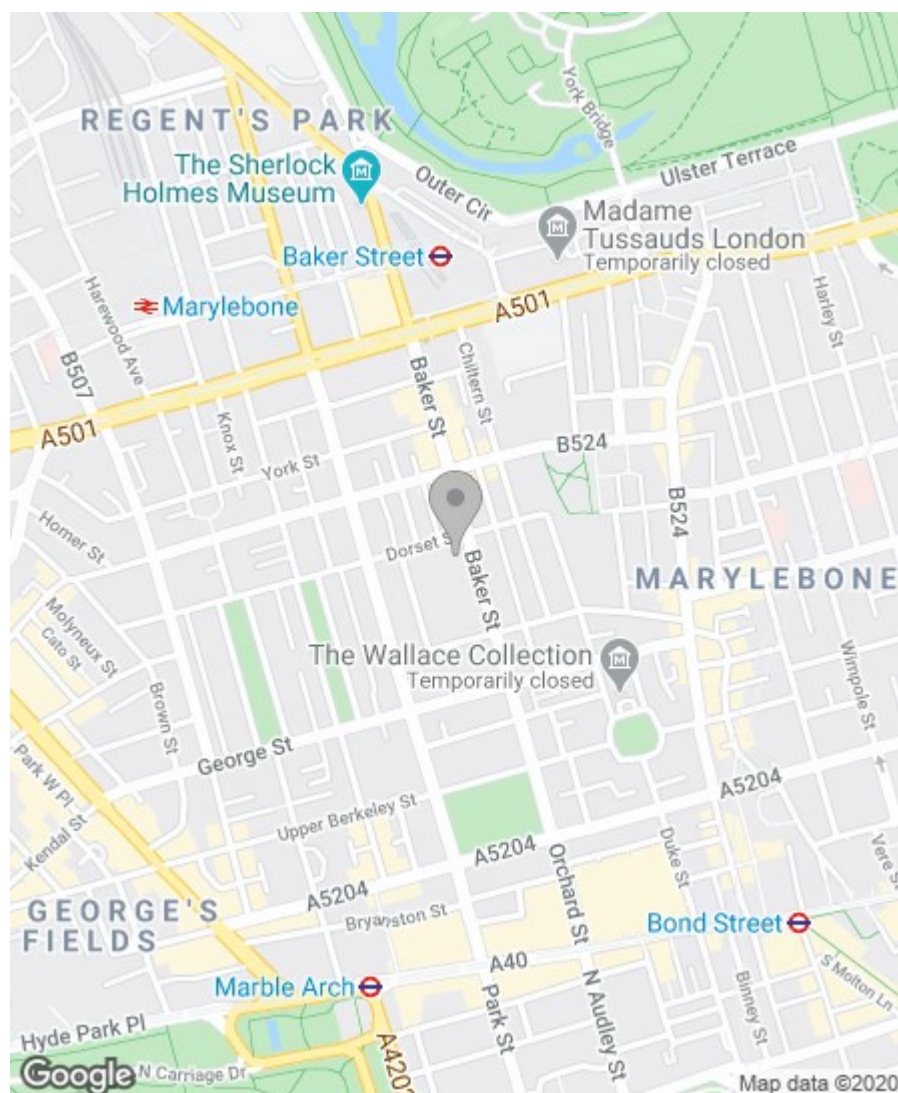 REGENT'S PARK
The Sherlock
Holmes Museum
York Bridge
Outer Cir
Ulster Terrace
Madame
Tussauds London
Temporarily closed
Baker Street
Marylebone
A501
Harewood Ave
Harley St
B507
Baker St
Chiltern St
Knox St
A501
York St
B524
B524
Homer St
Dorset St
Baker St
MARYLEBONE
Molyneux St
Cato St
The Wallace Collection
Temporarily closed
Wimpole St
Brown St
George St
Park W Pl
Kendal St
Upper Berkeley St
A5204
A5204
Duke St
Vere St
Orchard St
A5204
GEORGE'S
FIELDS
Bryanston St
Bond Street
A40
Marble Arch
S Molton Ln
Binney St
N Audley St
Park St
Hyde Park Pl
N Carriage Dr
Google
Map data ©2020